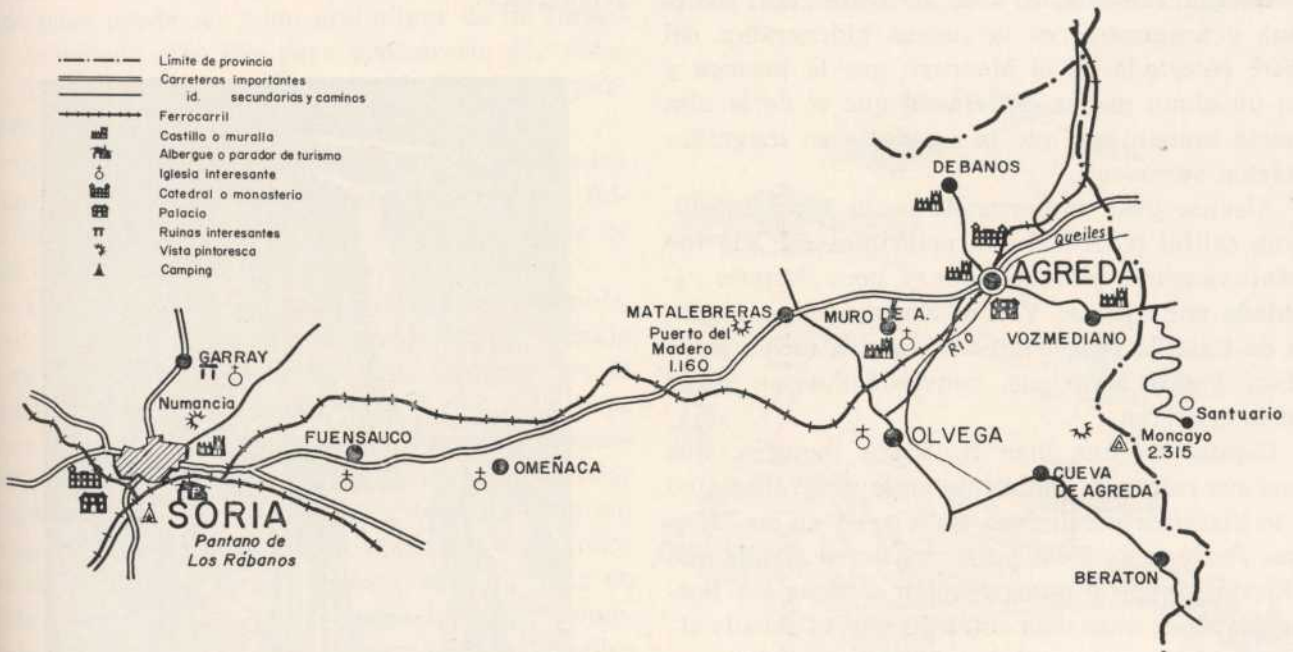 Límite de provincia
Carreteras importantes
id. secundarias y caminos
Ferrocarril
Castillo o muralla
Albergue o parador de turismo
Iglesia interesante
Catedral o monasterio
Palacio
Ruinas interesantes
Vista pintoresca
Camping
DEBANOS
Queiles
AGREDA
MATALEBRERAS
MURO DE A.
Puerto del
Madero
1.160
RIO
VOZMEDIANO
GARRAY
Numancia
Santuario
FUENSAUCO
OLVEGA
Moncayo
2.315
OMEÑACA
CUEVA
DE AGREDA
SORIA
Pantano de
Los Rábanos
BERATON